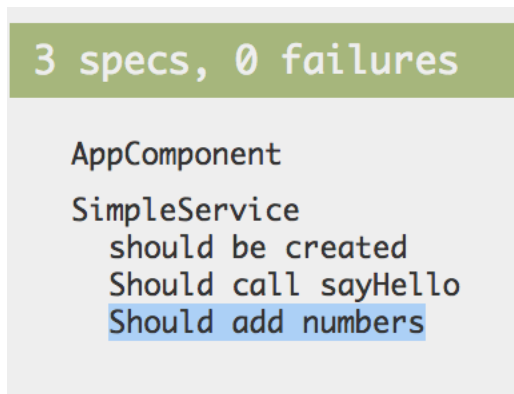 3 specs, 0 failures
AppComponent
SimpleService
should be created
Should call sayHello
Should add numbers